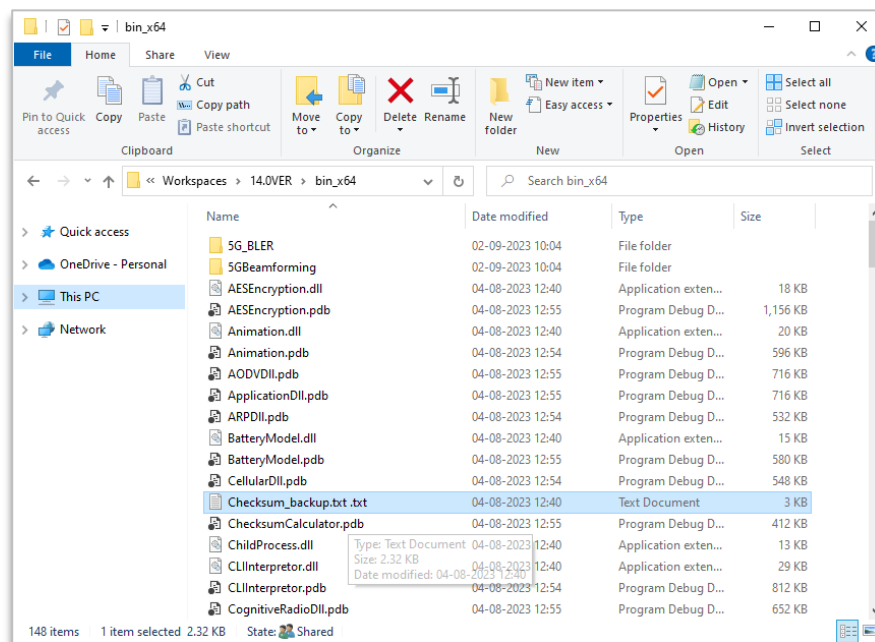 bin_x64
File Home Share View
Pin to Quick access
Copy
Paste
Cut
Copy path
Paste shortcut
Clipboard
Move to
Copy to
Delete
Rename
Organize
New folder
New item
Easy access
New
Properties
Open
Edit
History
Open
Select all
Select none
Invert selection
Select
« Workspaces › 14.0VER › bin_x64
Search bin_x64
Quick access
OneDrive - Personal
This PC
Network
Name Date modified Type Size
5G_BLER 02-09-2023 10:04 File folder
5GBeamforming 02-09-2023 10:04 File folder
AESEncryption.dll 04-08-2023 12:40 Application exten... 18 KB
AESEncryption.pdb 04-08-2023 12:55 Program Debug D... 1,156 KB
Animation.dll 04-08-2023 12:40 Application exten... 20 KB
Animation.pdb 04-08-2023 12:54 Program Debug D... 596 KB
AODVDll.pdb 04-08-2023 12:55 Program Debug D... 716 KB
ApplicationDll.pdb 04-08-2023 12:55 Program Debug D... 716 KB
ARPDll.pdb 04-08-2023 12:54 Program Debug D... 532 KB
BatteryModel.dll 04-08-2023 12:40 Application exten... 15 KB
BatteryModel.pdb 04-08-2023 12:55 Program Debug D... 580 KB
CellularDll.pdb 04-08-2023 12:54 Program Debug D... 548 KB
Checksum_backup.txt .txt 04-08-2023 12:40 Text Document 3 KB
ChecksumCalculator.pdb 04-08-2023 12:55 Program Debug D... 412 KB
ChildProcess.dll 04-08-2023 12:40 Application exten... 13 KB
CLIInterpretor.dll 04-08-2023 12:40 Application exten... 29 KB
CLIInterpretor.pdb 04-08-2023 12:54 Program Debug D... 812 KB
CognitiveRadioDll.pdb 04-08-2023 12:55 Program Debug D... 652 KB
Type: Text Document
Size: 2.32 KB
Date modified: 04-08-2023 12:40
148 items 1 item selected 2.32 KB State: Shared